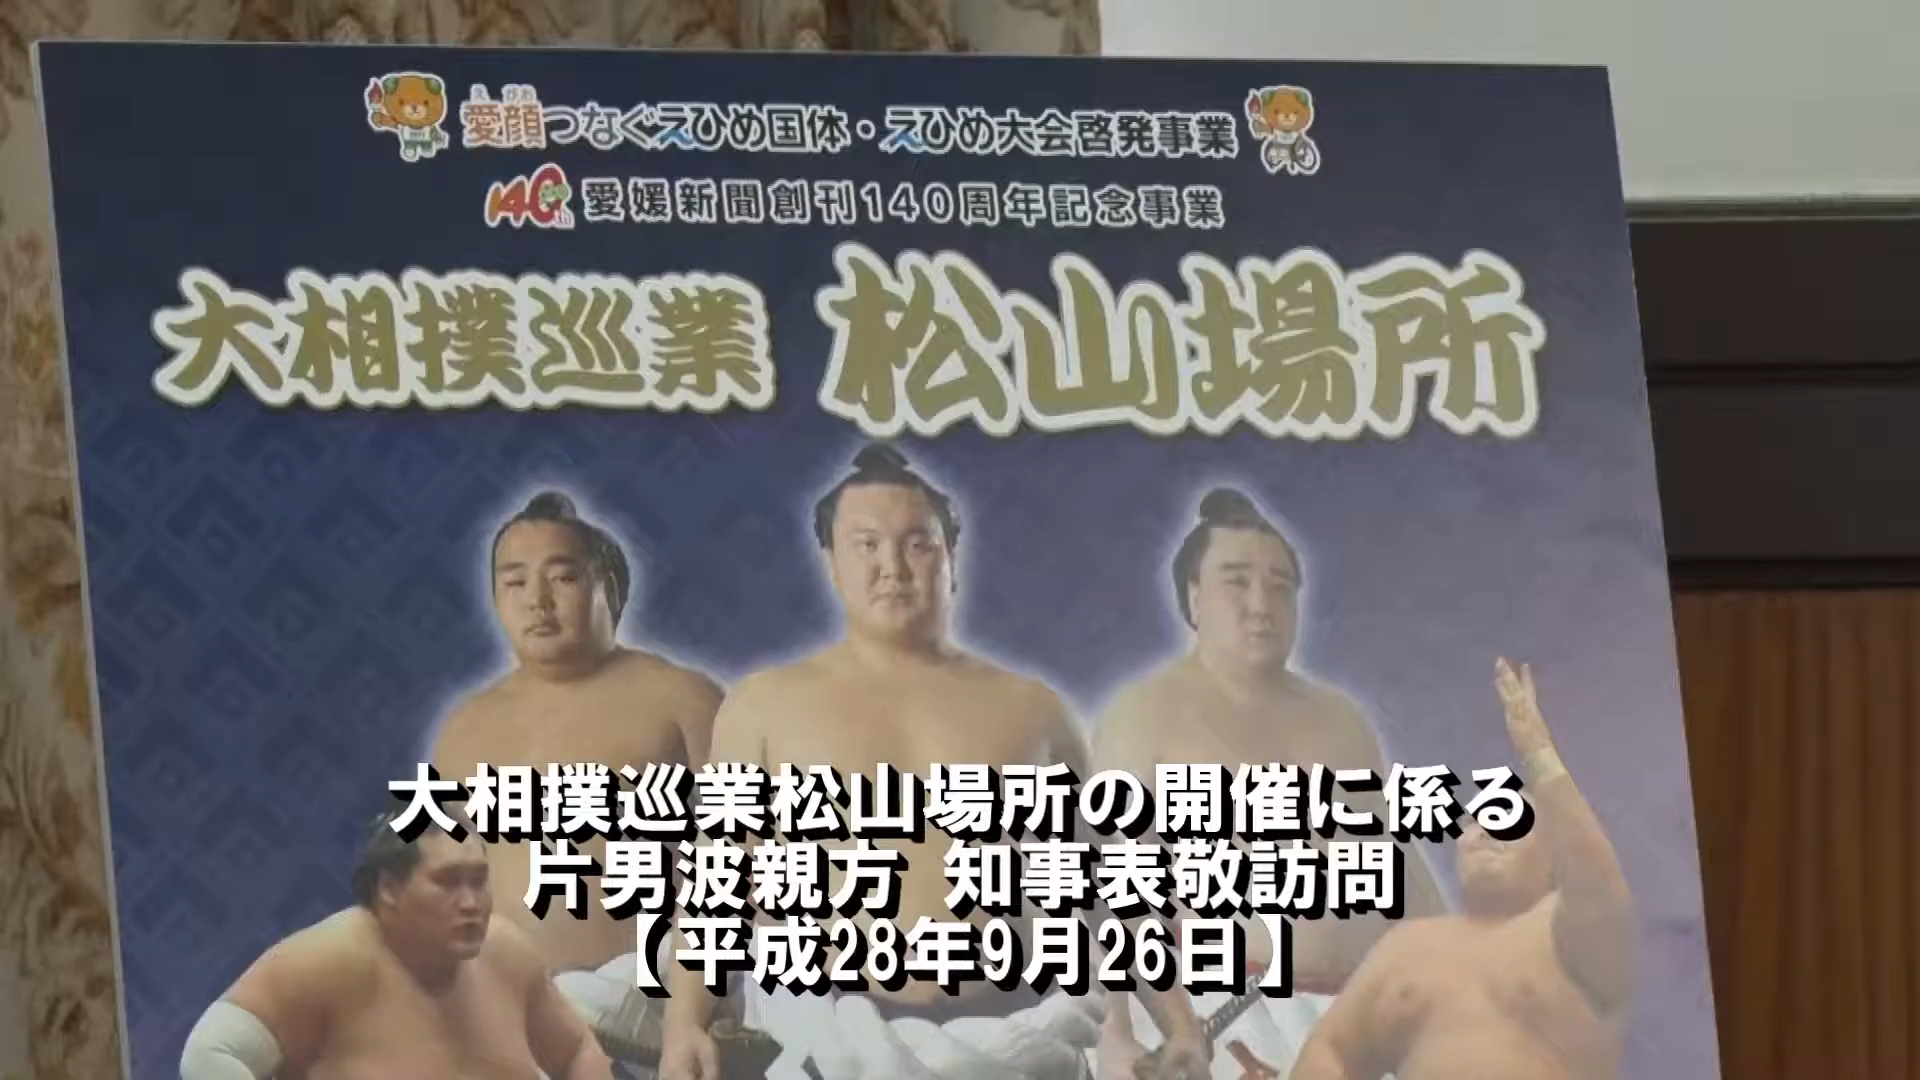 愛顔つなぐえひめ国体・えひめ大会啓発事業
えがお
140th 愛媛新聞創刊140周年記念事業
大相撲巡業 松山場所
大相撲巡業松山場所の開催に係る
片男波親方 知事表敬訪問
【平成28年9月26日】